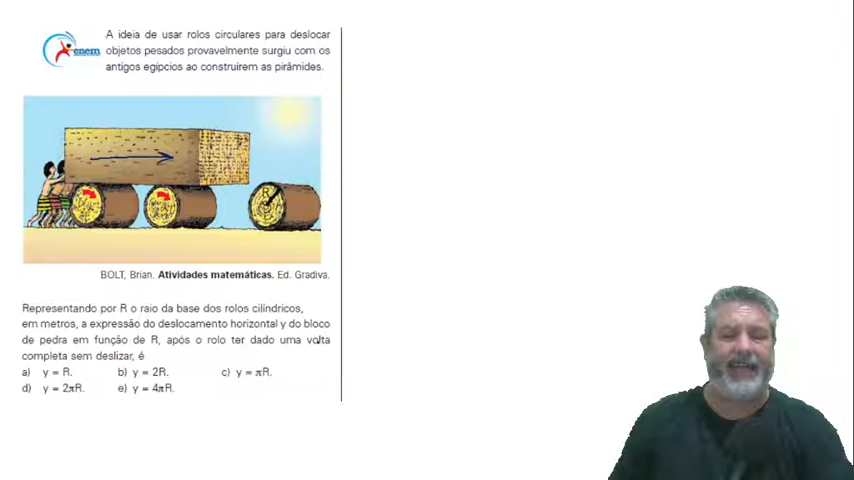 A ideia de usar rolos circulares para deslocar
enem
objetos pesados provavelmente surgiu com os
antigos egípcios ao construírem as pirâmides.
R
BOLT, Brian. Atividades matemáticas. Ed. Gradiva.
Representando por R o raio da base dos rolos cilíndricos,
em metros, a expressão do deslocamento horizontal y do bloco
de pedra em função de R, após o rolo ter dado uma volta
completa sem deslizar, é
a) y = R. b) y = 2R. c) y = πR.
d) y = 2πR. e) y = 4πR.